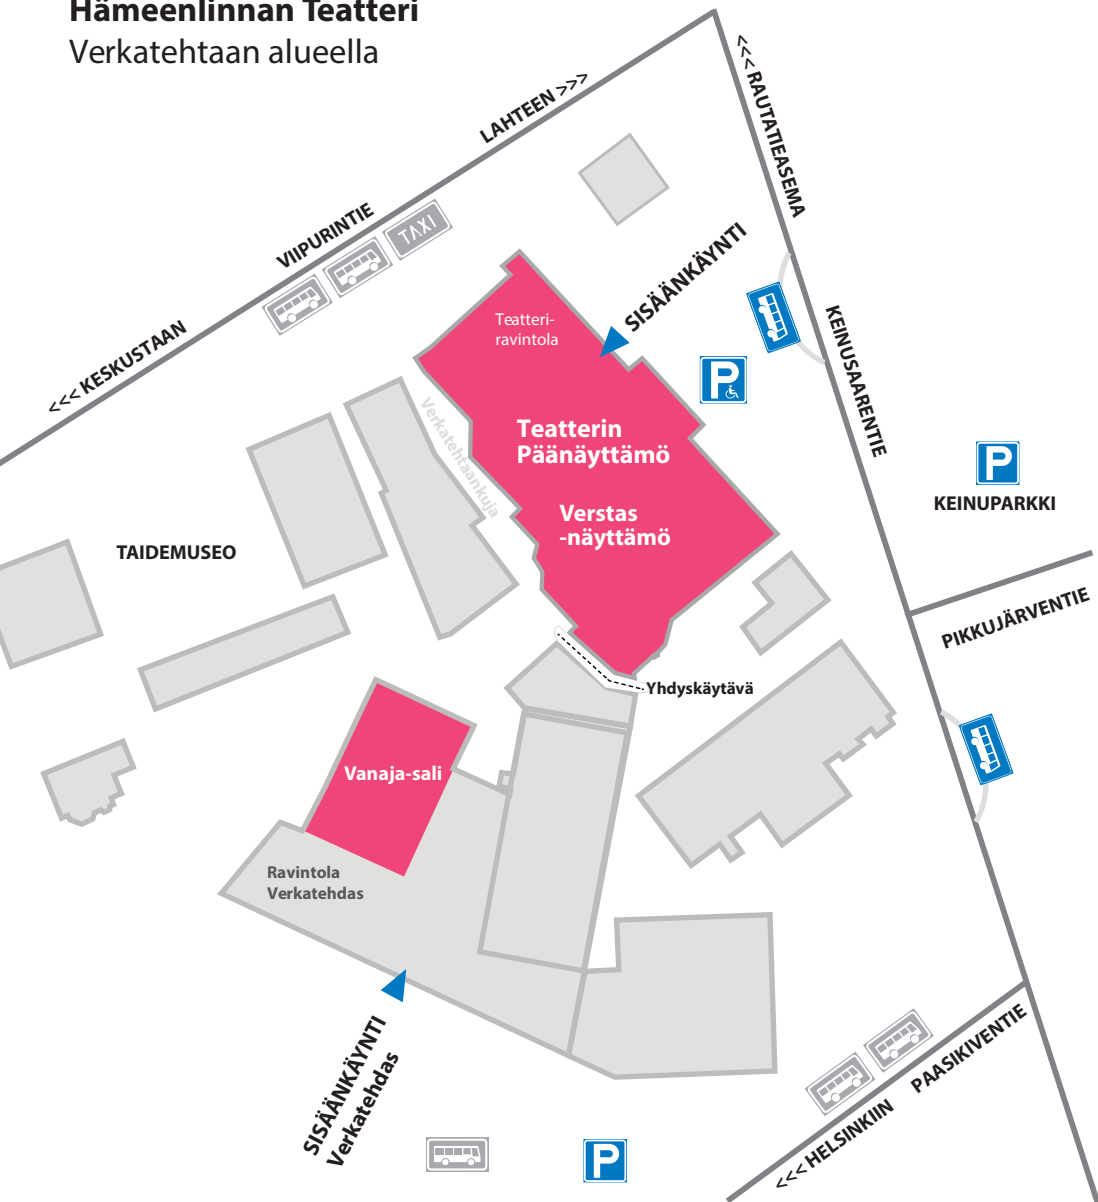 Hämeenlinnan Teatteri
Verkatehtaan alueella
LAHTEEN >>>
<<< RAUTATIEASEMA
VIIPURINTIE
TAXI
SISÄÄNKÄYNTI
<<< KESKUSTAAN
Teatteri-
ravintola
KEINUSAARENTIE
P
Verkatehtaankuja
Teatterin
Päänäyttämö
P
KEINUPARKKI
Verstas
-näyttämö
TAIDEMUSEO
PIKKUJÄRVENTIE
Yhdyskäytävä
Vanaja-sali
Ravintola
Verkatehdas
SISÄÄNKÄYNTI
Verkatehdas
PAASIKIVENTIE
<<< HELSINKIIN
P